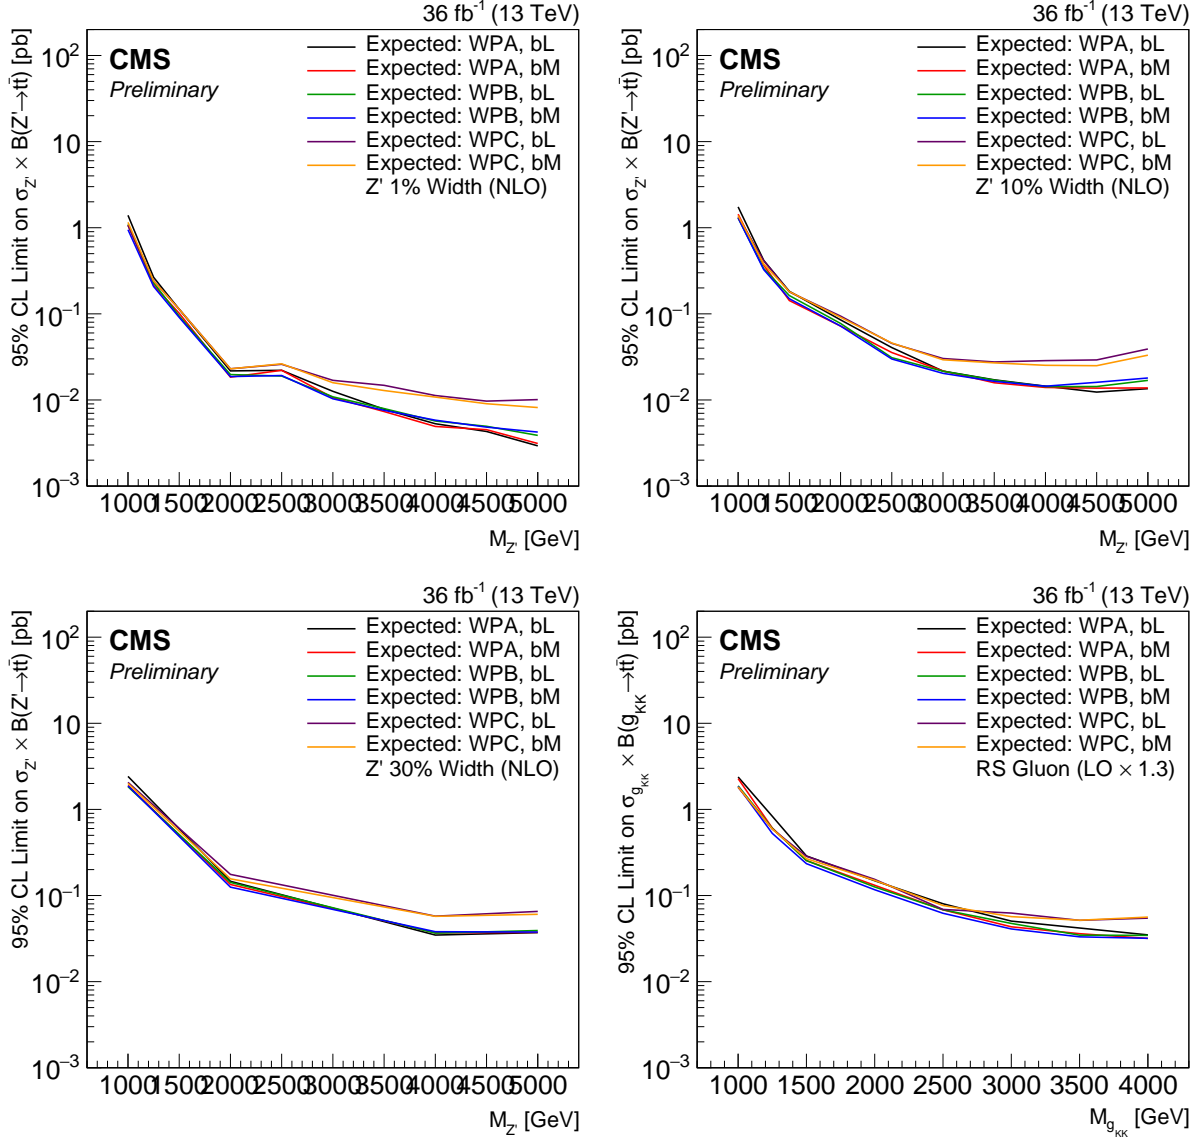 36 fb⁻¹ (13 TeV)
95% CL Limit on σ_Z' × B(Z'→tt̄) [pb]
CMS
Preliminary
Expected: WPA, bL
Expected: WPA, bM
Expected: WPB, bL
Expected: WPB, bM
Expected: WPC, bL
Expected: WPC, bM
Z' 1% Width (NLO)
10²
10
1
10⁻¹
10⁻²
10⁻³
1000 1500 2000 2500 3000 3500 4000 4500 5000
M_Z' [GeV]
36 fb⁻¹ (13 TeV)
95% CL Limit on σ_Z' × B(Z'→tt̄) [pb]
CMS
Preliminary
Expected: WPA, bL
Expected: WPA, bM
Expected: WPB, bL
Expected: WPB, bM
Expected: WPC, bL
Expected: WPC, bM
Z' 10% Width (NLO)
10²
10
1
10⁻¹
10⁻²
10⁻³
1000 1500 2000 2500 3000 3500 4000 4500 5000
M_Z' [GeV]
36 fb⁻¹ (13 TeV)
95% CL Limit on σ_Z' × B(Z'→tt̄) [pb]
CMS
Preliminary
Expected: WPA, bL
Expected: WPA, bM
Expected: WPB, bL
Expected: WPB, bM
Expected: WPC, bL
Expected: WPC, bM
Z' 30% Width (NLO)
10²
10
1
10⁻¹
10⁻²
10⁻³
1000 1500 2000 2500 3000 3500 4000 4500 5000
M_Z' [GeV]
36 fb⁻¹ (13 TeV)
95% CL Limit on σ_g_KK × B(g_KK→tt̄) [pb]
CMS
Preliminary
Expected: WPA, bL
Expected: WPA, bM
Expected: WPB, bL
Expected: WPB, bM
Expected: WPC, bL
Expected: WPC, bM
RS Gluon (LO × 1.3)
10²
10
1
10⁻¹
10⁻²
10⁻³
1000 1500 2000 2500 3000 3500 4000
M_g_KK [GeV]